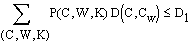 ∑ P(C,W,K) D(C,C_w) ≤ D_1
(C,W,K)